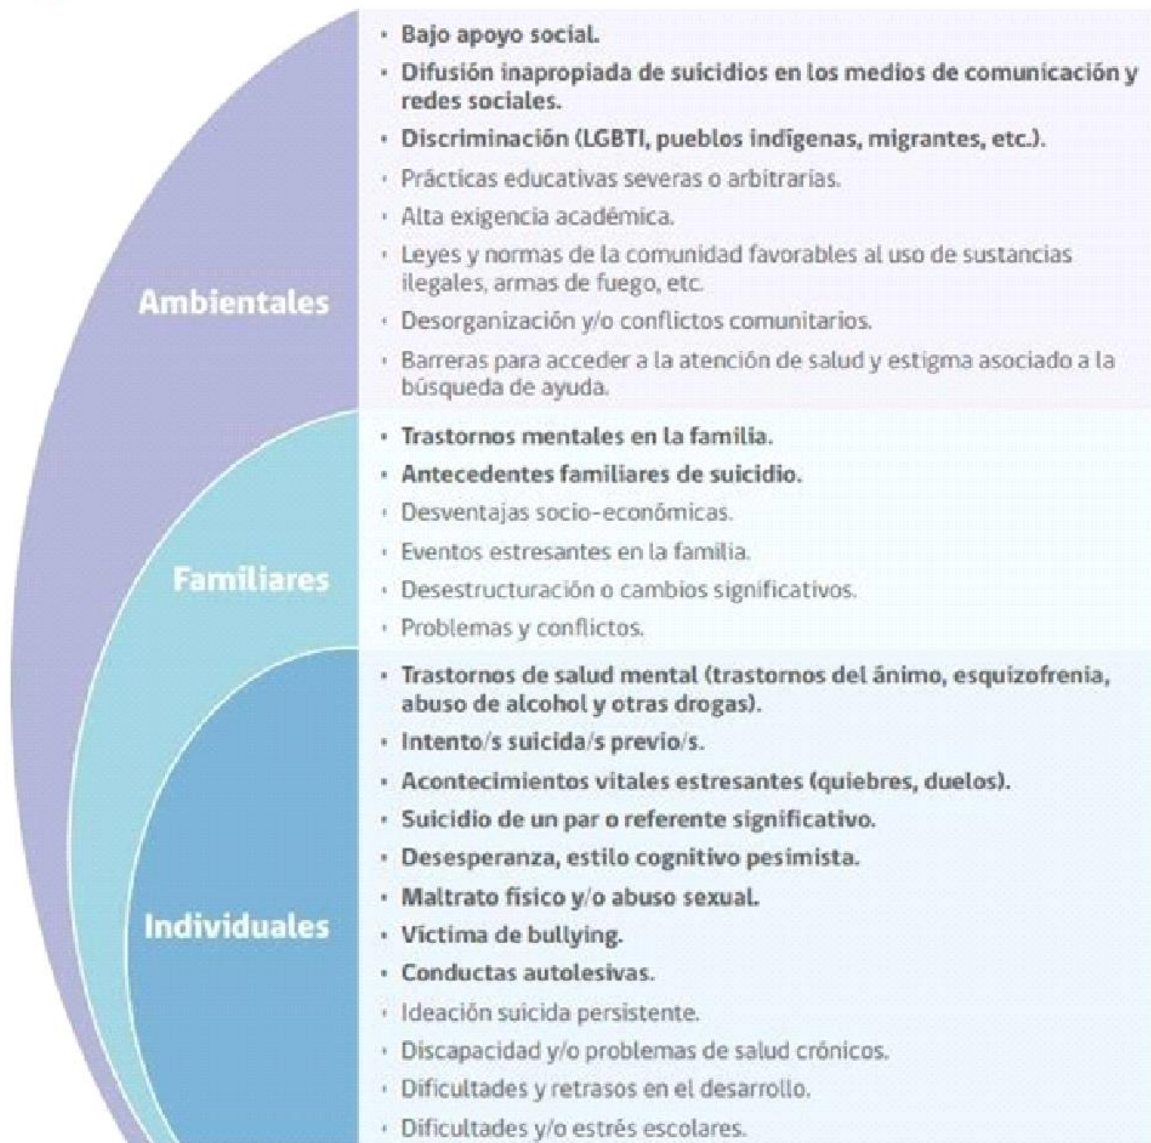 • Bajo apoyo social.
• Difusión inapropiada de suicidios en los medios de comunicación y
redes sociales.
• Discriminación (LGBTI, pueblos indígenas, migrantes, etc.).
• Prácticas educativas severas o arbitrarias.
• Alta exigencia académica.
• Leyes y normas de la comunidad favorables al uso de sustancias
ilegales, armas de fuego, etc.
Ambientales
• Desorganización y/o conflictos comunitarios.
• Barreras para acceder a la atención de salud y estigma asociado a la
búsqueda de ayuda.
• Trastornos mentales en la familia.
• Antecedentes familiares de suicidio.
• Desventajas socio-económicas.
• Eventos estresantes en la familia.
Familiares
• Desestructuración o cambios significativos.
• Problemas y conflictos.
• Trastornos de salud mental (trastornos del ánimo, esquizofrenia,
abuso de alcohol y otras drogas).
• Intento/s suicida/s previo/s.
• Acontecimientos vitales estresantes (quiebres, duelos).
• Suicidio de un par o referente significativo.
• Desesperanza, estilo cognitivo pesimista.
• Maltrato físico y/o abuso sexual.
Individuales
• Víctima de bullying.
• Conductas autolesivas.
• Ideación suicida persistente.
• Discapacidad y/o problemas de salud crónicos.
• Dificultades y retrasos en el desarrollo.
• Dificultades y/o estrés escolares.